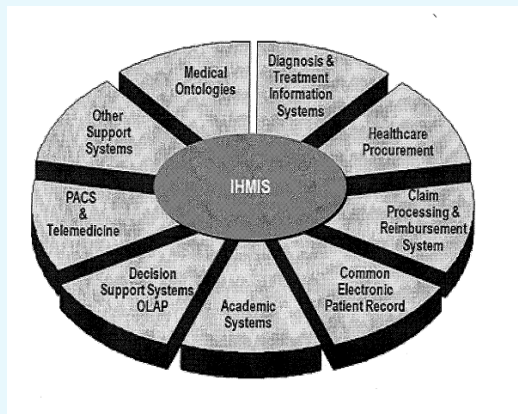 Medical
Ontologies
Diagnosis &
Treatment
Information
Systems
Healthcare
Procurement
Claim
Processing &
Reimbursement
System
Common
Electronic
Patient Record
Academic
Systems
Decision
Support Systems
OLAP
PACS
&
Telemedicine
Other
Support
Systems
IHMIS